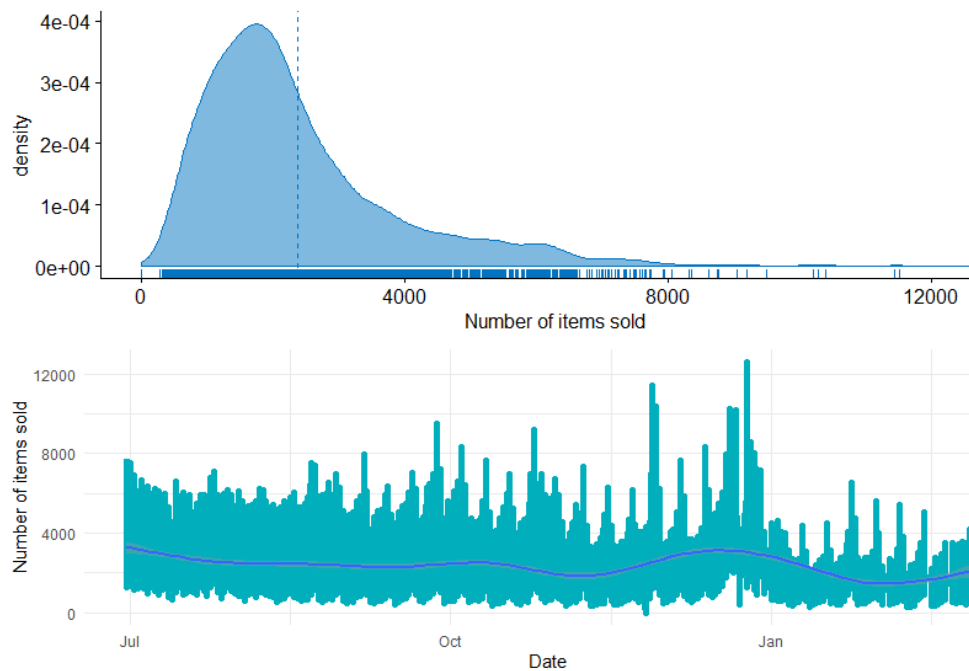 4e-04
3e-04
2e-04
1e-04
0e+00
density
0 4000 8000 12000
Number of items sold
12000
8000
4000
0
Number of items sold
Jul Oct Jan
Date